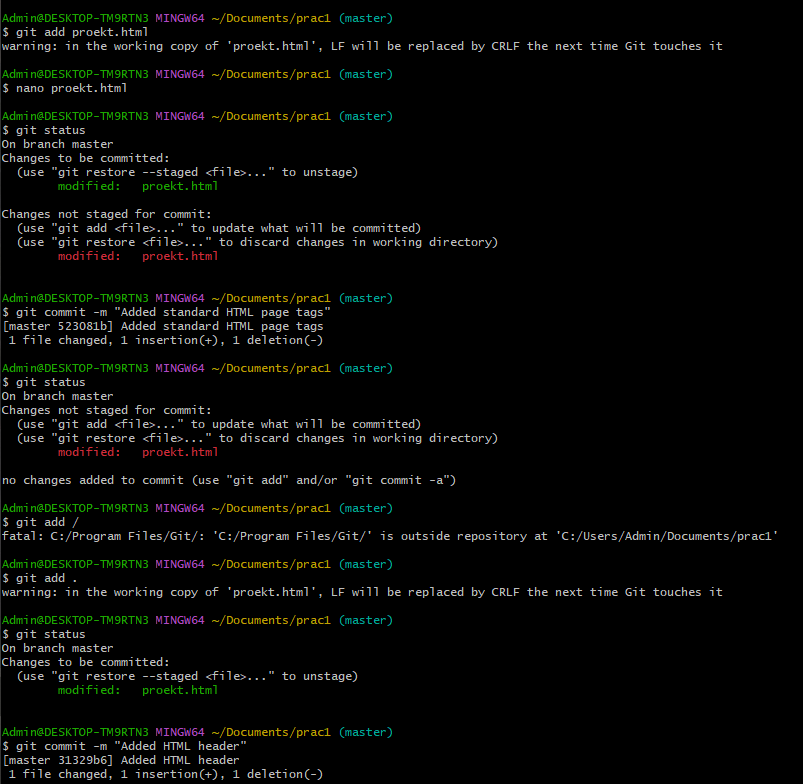 Admin@DESKTOP-TM9RTN3 MINGW64 ~/Documents/prac1 (master)
$ git add proekt.html
warning: in the working copy of 'proekt.html', LF will be replaced by CRLF the next time Git touches it
Admin@DESKTOP-TM9RTN3 MINGW64 ~/Documents/prac1 (master)
$ nano proekt.html
Admin@DESKTOP-TM9RTN3 MINGW64 ~/Documents/prac1 (master)
$ git status
On branch master
Changes to be committed:
  (use "git restore --staged <file>..." to unstage)
        modified:   proekt.html
Changes not staged for commit:
  (use "git add <file>..." to update what will be committed)
  (use "git restore <file>..." to discard changes in working directory)
        modified:   proekt.html
Admin@DESKTOP-TM9RTN3 MINGW64 ~/Documents/prac1 (master)
$ git commit -m "Added standard HTML page tags"
[master 523081b] Added standard HTML page tags
 1 file changed, 1 insertion(+), 1 deletion(-)
Admin@DESKTOP-TM9RTN3 MINGW64 ~/Documents/prac1 (master)
$ git status
On branch master
Changes not staged for commit:
  (use "git add <file>..." to update what will be committed)
  (use "git restore <file>..." to discard changes in working directory)
        modified:   proekt.html
no changes added to commit (use "git add" and/or "git commit -a")
Admin@DESKTOP-TM9RTN3 MINGW64 ~/Documents/prac1 (master)
$ git add /
fatal: C:/Program Files/Git/: 'C:/Program Files/Git/' is outside repository at 'C:/Users/Admin/Documents/prac1'
Admin@DESKTOP-TM9RTN3 MINGW64 ~/Documents/prac1 (master)
$ git add .
warning: in the working copy of 'proekt.html', LF will be replaced by CRLF the next time Git touches it
Admin@DESKTOP-TM9RTN3 MINGW64 ~/Documents/prac1 (master)
$ git status
On branch master
Changes to be committed:
  (use "git restore --staged <file>..." to unstage)
        modified:   proekt.html
Admin@DESKTOP-TM9RTN3 MINGW64 ~/Documents/prac1 (master)
$ git commit -m "Added HTML header"
[master 31329b6] Added HTML header
 1 file changed, 1 insertion(+), 1 deletion(-)